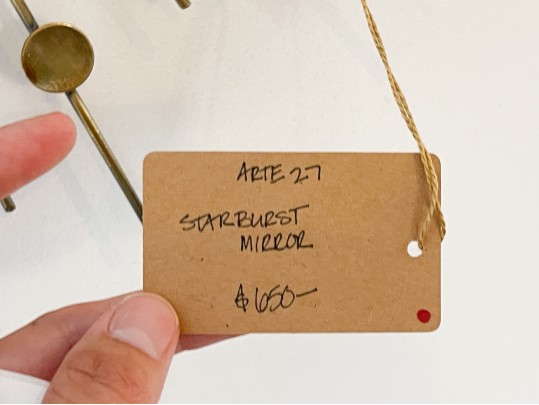 ARTE 27
STARBURST
MIRROR
$650—